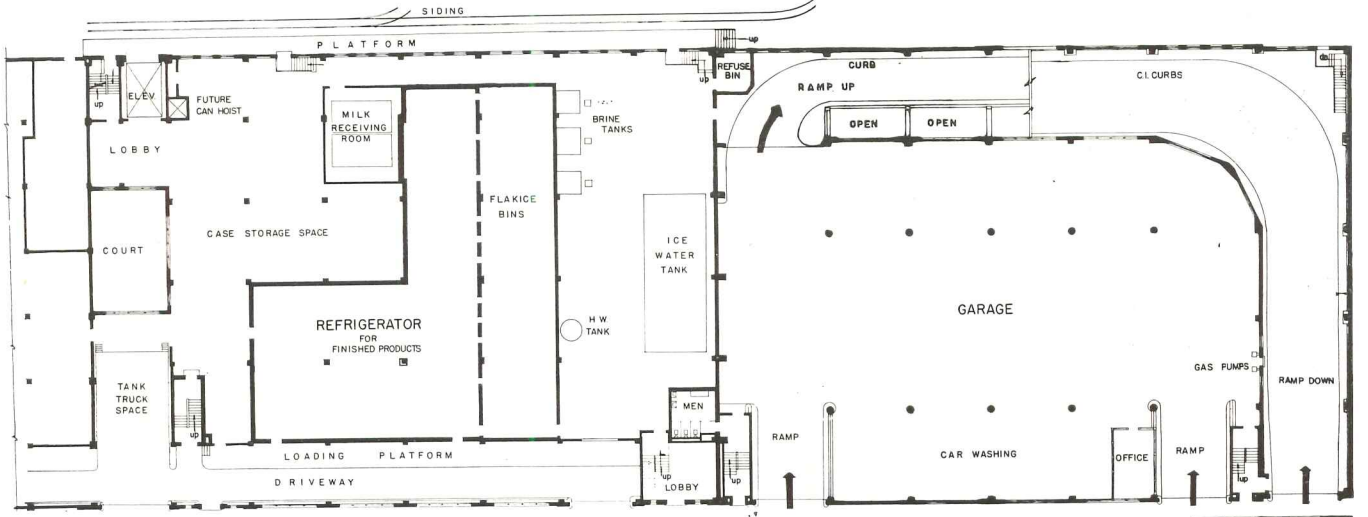 SIDING
PLATFORM
up
REFUSE
BIN
CURB
RAMP UP
C.I. CURBS
up
ELEV.
FUTURE
CAN HOIST
MILK
RECEIVING
ROOM
BRINE
TANKS
up
OPEN
OPEN
LOBBY
FLAKICE
BINS
CASE STORAGE SPACE
COURT
ICE
WATER
TANK
GARAGE
REFRIGERATOR
FOR
FINISHED PRODUCTS
H W.
TANK
GAS PUMPS
RAMP DOWN
TANK
TRUCK
SPACE
up
MEN
RAMP
CAR WASHING
OFFICE
RAMP
LOADING PLATFORM
DRIVEWAY
up
LOBBY
up
up